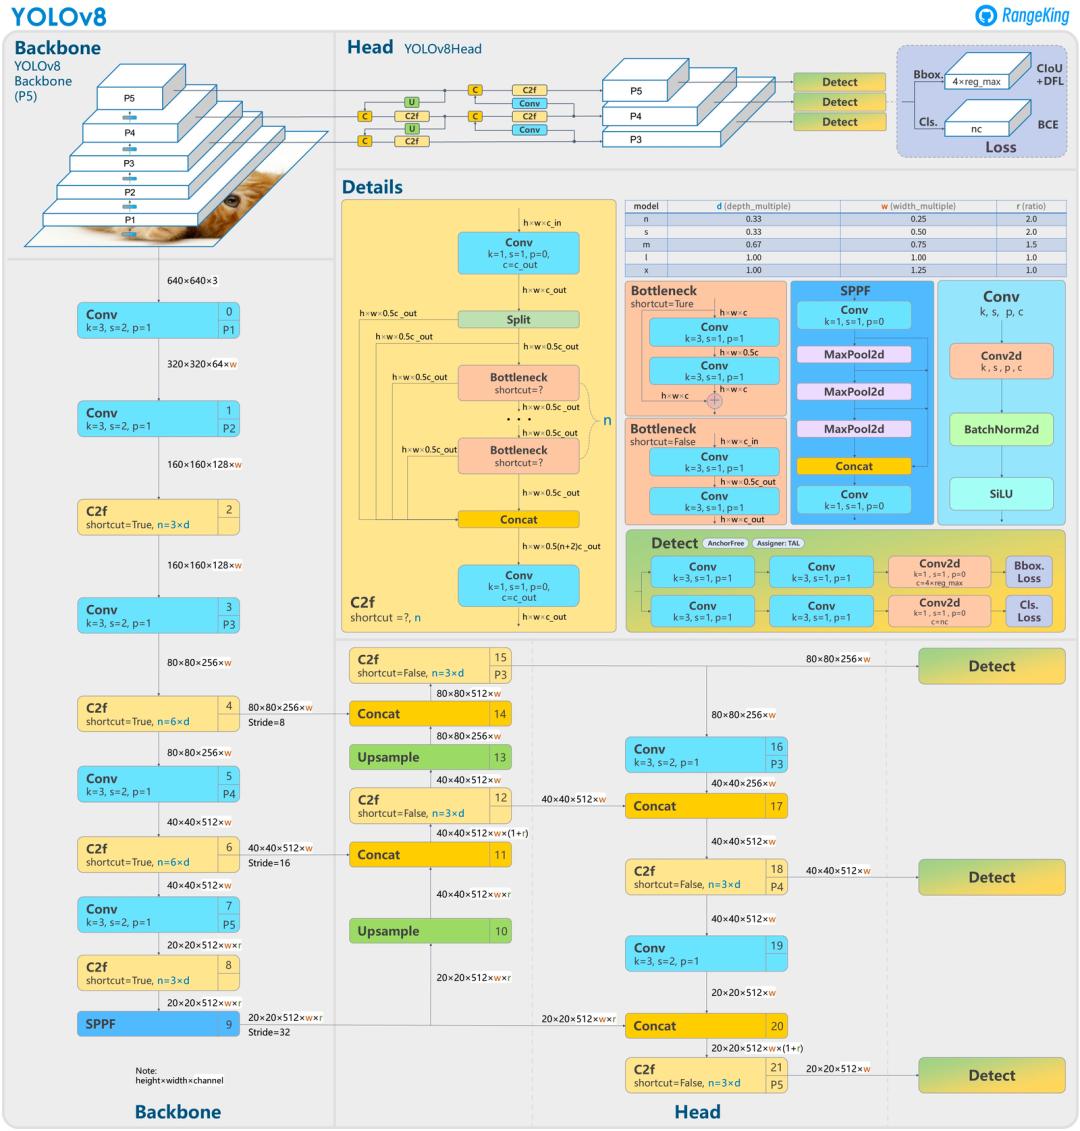 YOLOv8
RangeKing
Backbone
YOLOv8
Backbone
(P5)
P5
P4
P3
P2
P1
Head YOLOv8Head
U
U
C
C
C2f
C2f
C
C
C2f
Conv
C2f
Conv
P5
P4
P3
Detect
Detect
Detect
Bbox.
4×reg_max
CIoU
+DFL
Cls.
nc
BCE
Loss
640×640×3
Conv
k=3, s=2, p=1
0
P1
320×320×64×w
Conv
k=3, s=2, p=1
1
P2
160×160×128×w
C2f
shortcut=True, n=3×d
2
160×160×128×w
Conv
k=3, s=2, p=1
3
P3
80×80×256×w
C2f
shortcut=True, n=6×d
4
80×80×256×w
Stride=8
80×80×256×w
Conv
k=3, s=2, p=1
5
P4
40×40×512×w
C2f
shortcut=True, n=6×d
6
40×40×512×w
Stride=16
40×40×512×w
Conv
k=3, s=2, p=1
7
P5
20×20×512×w×r
C2f
shortcut=True, n=3×d
8
20×20×512×w×r
SPPF
9
20×20×512×w×r
Stride=32
Note:
height×width×channel
Backbone
Details
h×w×c_in
Conv
k=1, s=1, p=0,
c=c_out
h×w×c_out
Split
h×w×0.5c_out
h×w×0.5c_out
h×w×0.5c_out
Bottleneck
shortcut=?
h×w×0.5c_out
h×w×0.5c_out
. . .
h×w×0.5c_out
n
Bottleneck
shortcut=?
h×w×0.5c_out
h×w×0.5c_out
Concat
h×w×0.5(n+2)c_out
Conv
k=1, s=1, p=0,
c=c_out
h×w×c_out
C2f
shortcut =?, n
model d (depth_multiple) w (width_multiple) r (ratio)
n 0.33 0.25 2.0
s 0.33 0.50 2.0
m 0.67 0.75 1.5
l 1.00 1.00 1.0
x 1.00 1.25 1.0
Bottleneck
shortcut=Ture
h×w×c
Conv
k=3, s=1, p=1
h×w×0.5c
Conv
k=3, s=1, p=1
h×w×c
h×w×c
+
Bottleneck
shortcut=False
h×w×c_in
Conv
k=3, s=1, p=1
h×w×0.5c_out
Conv
k=3, s=1, p=1
h×w×c_out
SPPF
Conv
k=1, s=1, p=0
MaxPool2d
MaxPool2d
MaxPool2d
Concat
Conv
k=1, s=1, p=0
Conv
k, s, p, c
Conv2d
k, s, p, c
BatchNorm2d
SiLU
Detect
AnchorFree
Assigner: TAL
Conv
k=3, s=1, p=1
Conv
k=3, s=1, p=1
Conv2d
k=1, s=1, p=0
c=4×reg_max
Bbox.
Loss
Conv
k=3, s=1, p=1
Conv
k=3, s=1, p=1
Conv2d
k=1, s=1, p=0
c=nc
Cls.
Loss
C2f
shortcut=False, n=3×d
15
P3
80×80×512×w
Concat
14
80×80×256×w
Upsample
13
40×40×512×w
C2f
shortcut=False, n=3×d
12
40×40×512×w×(1+r)
Concat
11
40×40×512×w×r
Upsample
10
20×20×512×w×r
80×80×256×w
Detect
80×80×256×w
Conv
k=3, s=2, p=1
16
P3
40×40×256×w
40×40×512×w
Concat
17
40×40×512×w
C2f
shortcut=False, n=3×d
18
P4
40×40×512×w
Detect
40×40×512×w
Conv
k=3, s=2, p=1
19
20×20×512×w
20×20×512×w×r
Concat
20
20×20×512×w×(1+r)
C2f
shortcut=False, n=3×d
21
P5
20×20×512×w
Detect
Head